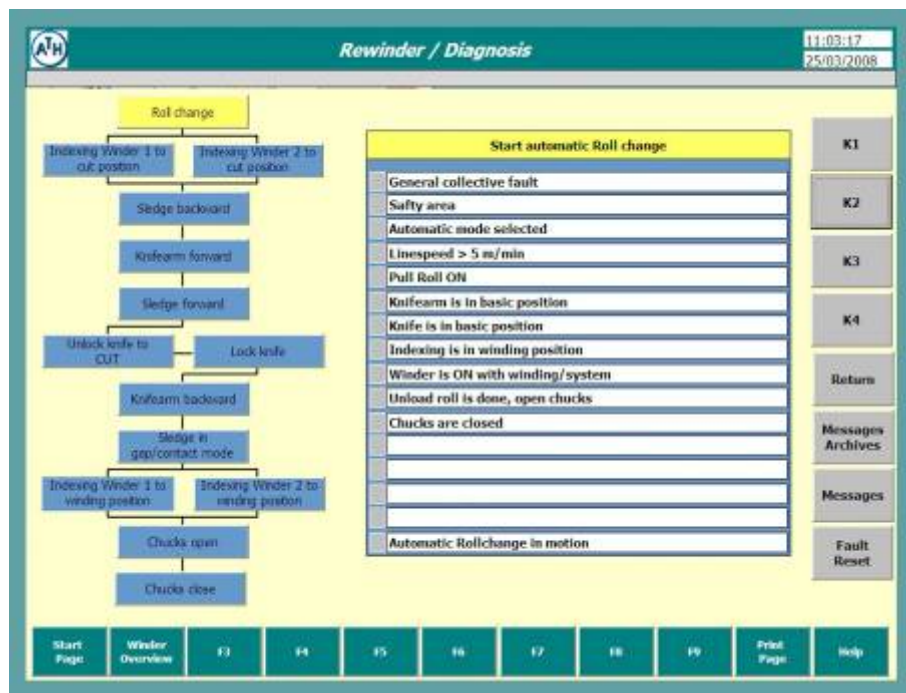 ATH
Rewinder / Diagnosis
11:03:17
25/03/2008
Roll change
Indexing Winder 1 to
cut position
Indexing Winder 2 to
cut position
Sledge backward
Knifearm forward
Sledge forward
Unlock knife to
CUT
Lock knife
Knifearm backward
Sledge in
gap/contact mode
Indexing Winder 1 to
winding position
Indexing Winder 2 to
winding position
Chucks open
Chucks close
Start automatic Roll change
General collective fault
Safty area
Automatic mode selected
Linespeed > 5 m/min
Pull Roll ON
Knifearm is in basic position
Knife is in basic position
Indexing is in winding position
Winder is ON with winding/system
Unload roll is done, open chucks
Chucks are closed
Automatic Rollchange in motion
K1
K2
K3
K4
Return
Messages
Archives
Messages
Fault
Reset
Start
Page
Winder
Overview
F3
F4
F5
F6
F7
F8
F9
Print
Page
Help